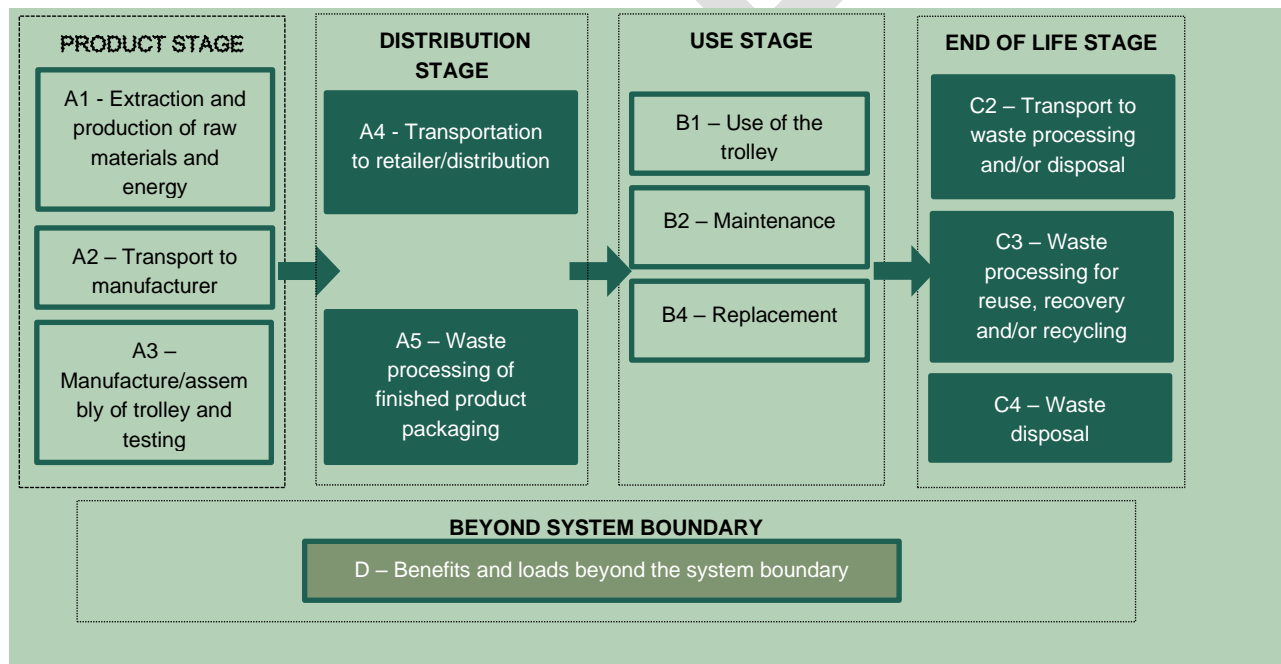 PRODUCT STAGE
A1 - Extraction and
production of raw
materials and
energy
A2 – Transport to
manufacturer
A3 –
Manufacture/assem
bly of trolley and
testing
DISTRIBUTION
STAGE
A4 - Transportation
to retailer/distribution
A5 – Waste
processing of
finished product
packaging
USE STAGE
B1 – Use of the
trolley
B2 – Maintenance
B4 – Replacement
END OF LIFE STAGE
C2 – Transport to
waste processing
and/or disposal
C3 – Waste
processing for
reuse, recovery
and/or recycling
C4 – Waste
disposal
BEYOND SYSTEM BOUNDARY
D – Benefits and loads beyond the system boundary